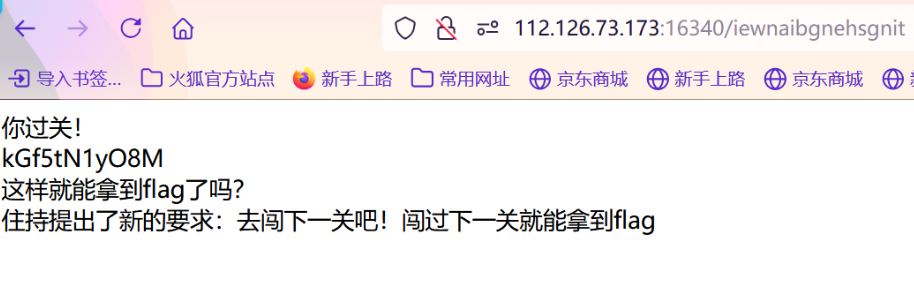 112.126.73.173:16340/iewnaibgnehsgnit
导入书签... 火狐官方站点 新手上路 常用网址 京东商城 新手上路 京东商城
你过关！
kGf5tN1yO8M
这样就能拿到flag了吗？
住持提出了新的要求：去闯下一关吧！闯过下一关就能拿到flag